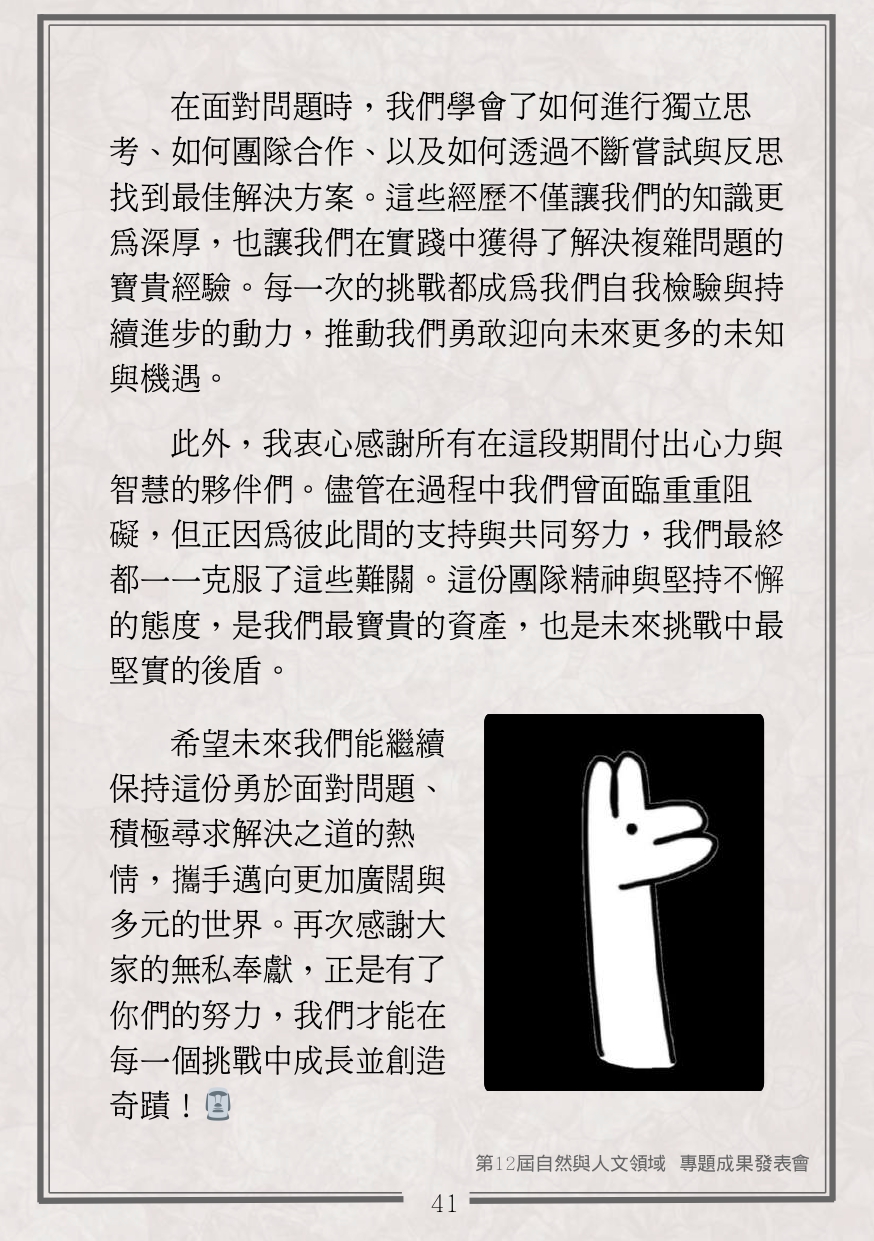 在面對問題時，我們學會了如何進行獨立思
考、如何團隊合作、以及如何透過不斷嘗試與反思
找到最佳解決方案。這些經歷不僅讓我們的知識更
為深厚，也讓我們在實踐中獲得了解決複雜問題的
寶貴經驗。每一次的挑戰都成為我們自我檢驗與持
續進步的動力，推動我們勇敢迎向未來更多的未知
與機遇。
此外，我衷心感謝所有在這段期間付出心力與
智慧的夥伴們。儘管在過程中我們曾面臨重重阻
礙，但正因為彼此間的支持與共同努力，我們最終
都一一克服了這些難關。這份團隊精神與堅持不懈
的態度，是我們最寶貴的資產，也是未來挑戰中最
堅實的後盾。
希望未來我們能繼續
保持這份勇於面對問題、
積極尋求解決之道的熱
情，攜手邁向更加廣闊與
多元的世界。再次感謝大
家的無私奉獻，正是有了
你們的努力，我們才能在
每一個挑戰中成長並創造
奇蹟！🗿
第12屆自然與人文領域 專題成果發表會
41